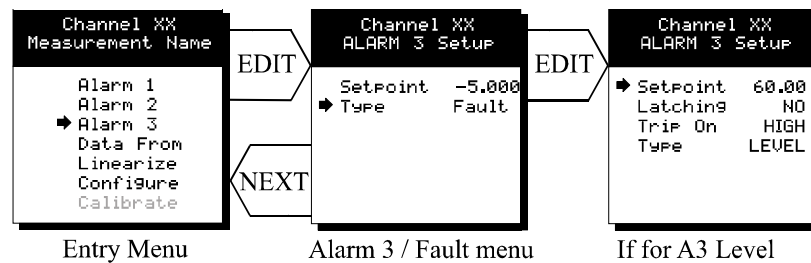 Channel XX
Measurement Name
Alarm 1
Alarm 2
Alarm 3
Data From
Linearize
Configure
Calibrate
Entry Menu
EDIT
NEXT
Channel XX
ALARM 3 Setup
Setpoint -5.000
Type Fault
Alarm 3 / Fault menu
EDIT
Channel XX
ALARM 3 Setup
Setpoint 60.00
Latching NO
Trip On HIGH
Type LEVEL
If for A3 Level